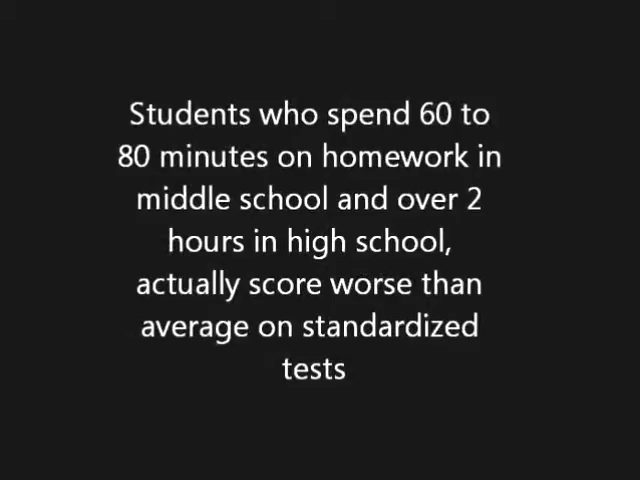 Students who spend 60 to
80 minutes on homework in
middle school and over 2
hours in high school,
actually score worse than
average on standardized
tests